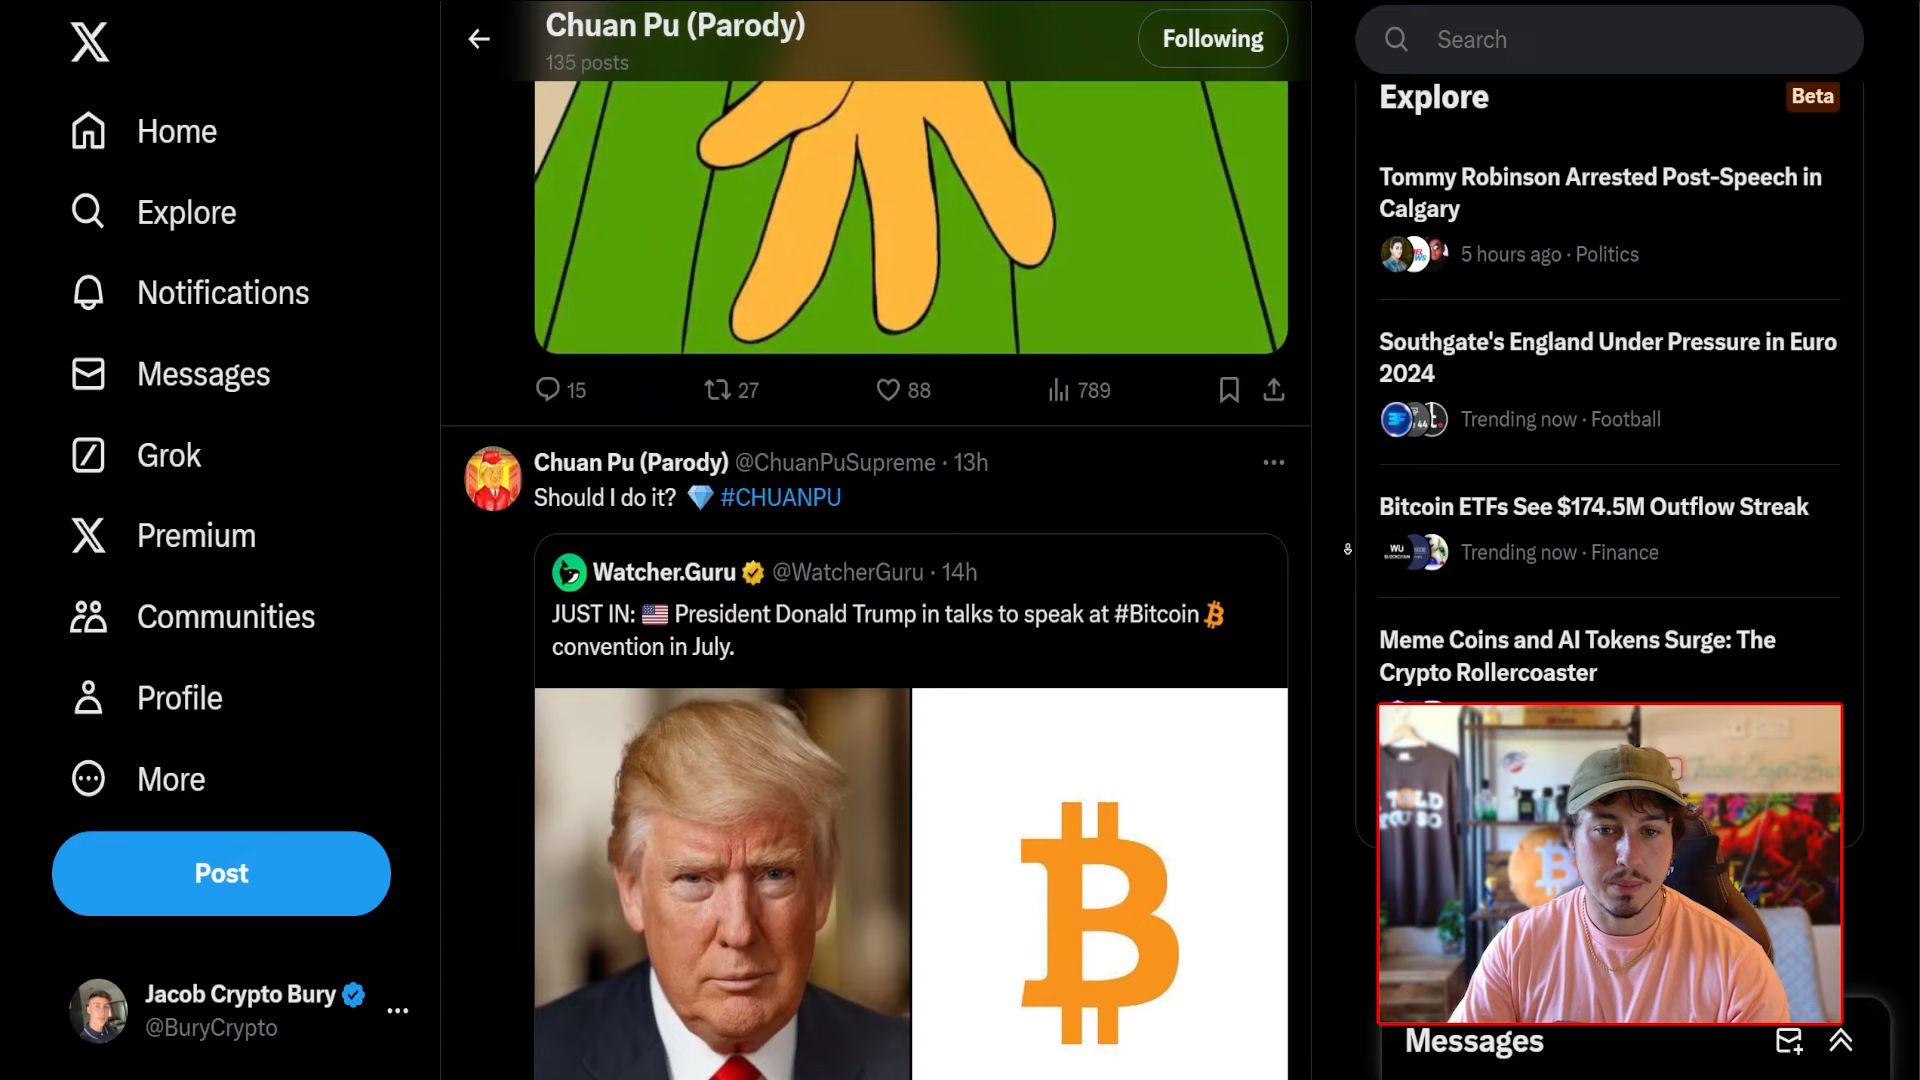 Home
Explore
Notifications
Messages
Grok
Premium
Communities
Profile
More
Post
Jacob Crypto Bury
@BuryCrypto
Chuan Pu (Parody)
135 posts
Following
15
27
88
789
Chuan Pu (Parody) @ChuanPuSupreme · 13h
Should I do it? 💎 #CHUANPU
Watcher.Guru @WatcherGuru · 14h
JUST IN: 🇺🇸 President Donald Trump in talks to speak at #Bitcoin
convention in July.
Search
Explore
Beta
Tommy Robinson Arrested Post-Speech in
Calgary
5 hours ago · Politics
Southgate's England Under Pressure in Euro
2024
Trending now · Football
Bitcoin ETFs See $174.5M Outflow Streak
Trending now · Finance
Meme Coins and AI Tokens Surge: The
Crypto Rollercoaster
TOLD
YOU SO
Messages